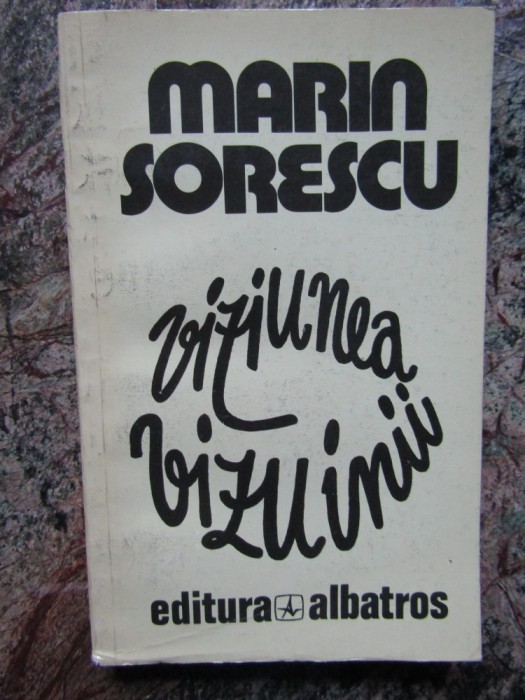 MARIN
SORESCU
viziunea
vizuinii
editura albatros